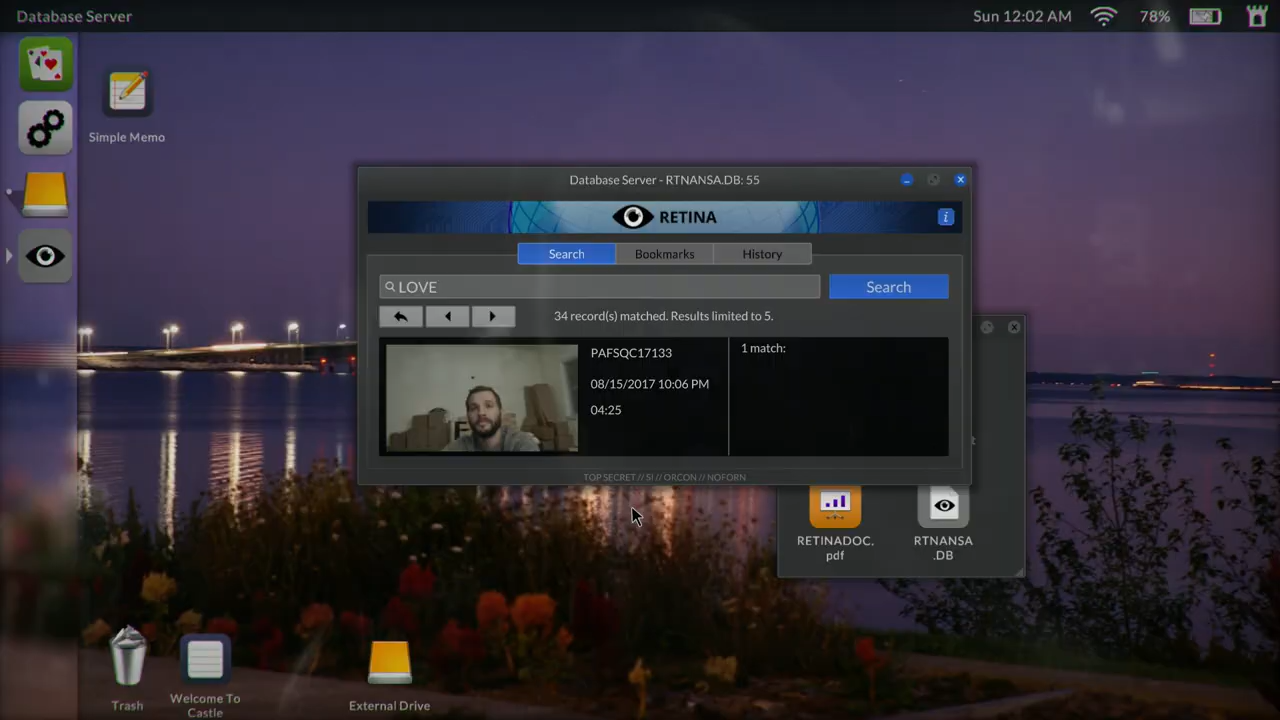 Database Server
Sun 12:02 AM
78%
Simple Memo
Database Server - RTNANSA.DB: 55
RETINA
i
Search
Bookmarks
History
LOVE
Search
34 record(s) matched. Results limited to 5.
PAFSQC17133
08/15/2017 10:06 PM
04:25
1 match:
TOP SECRET // SI // ORCON // NOFORN
RETINADOC.
pdf
RTNANSA
.DB
Trash
Welcome To
Castle
External Drive